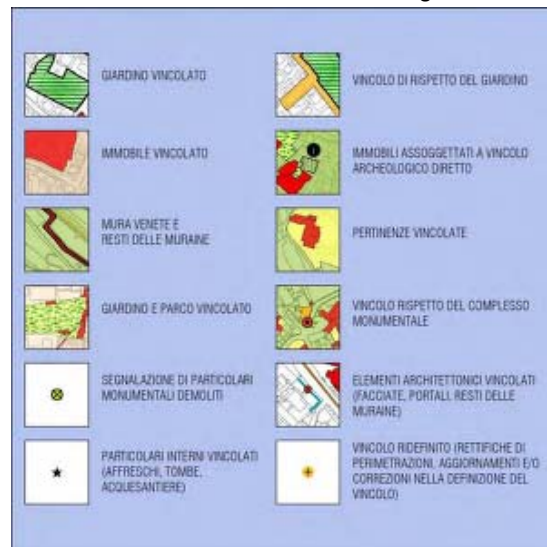 GIARDINO VINCOLATO
VINCOLO DI RISPETTO DEL GIARDINO
IMMOBILE VINCOLATO
IMMOBILI ASSOGGETTATI A VINCOLO
ARCHEOLOGICO DIRETTO
MURA VENETE E
RESTI DELLE MURAINE
PERTINENZE VINCOLATE
GIARDINO E PARCO VINCOLATO
VINCOLO RISPETTO DEL COMPLESSO
MONUMENTALE
SEGNALAZIONE DI PARTICOLARI
MONUMENTALI DEMOLITI
ELEMENTI ARCHITETTONICI VINCOLATI
(FACCIATE, PORTALI, RESTI DELLE
MURAINE)
PARTICOLARI INTERNI VINCOLATI
(AFFRESCHI, TOMBE,
ACQUESANTIERE)
VINCOLO RIDEFINITO (RETTIFICHE DI
PERIMETRAZIONI, AGGIORNAMENTI E/O
CORREZIONI NELLA DEFINIZIONE DEL
VINCOLO)